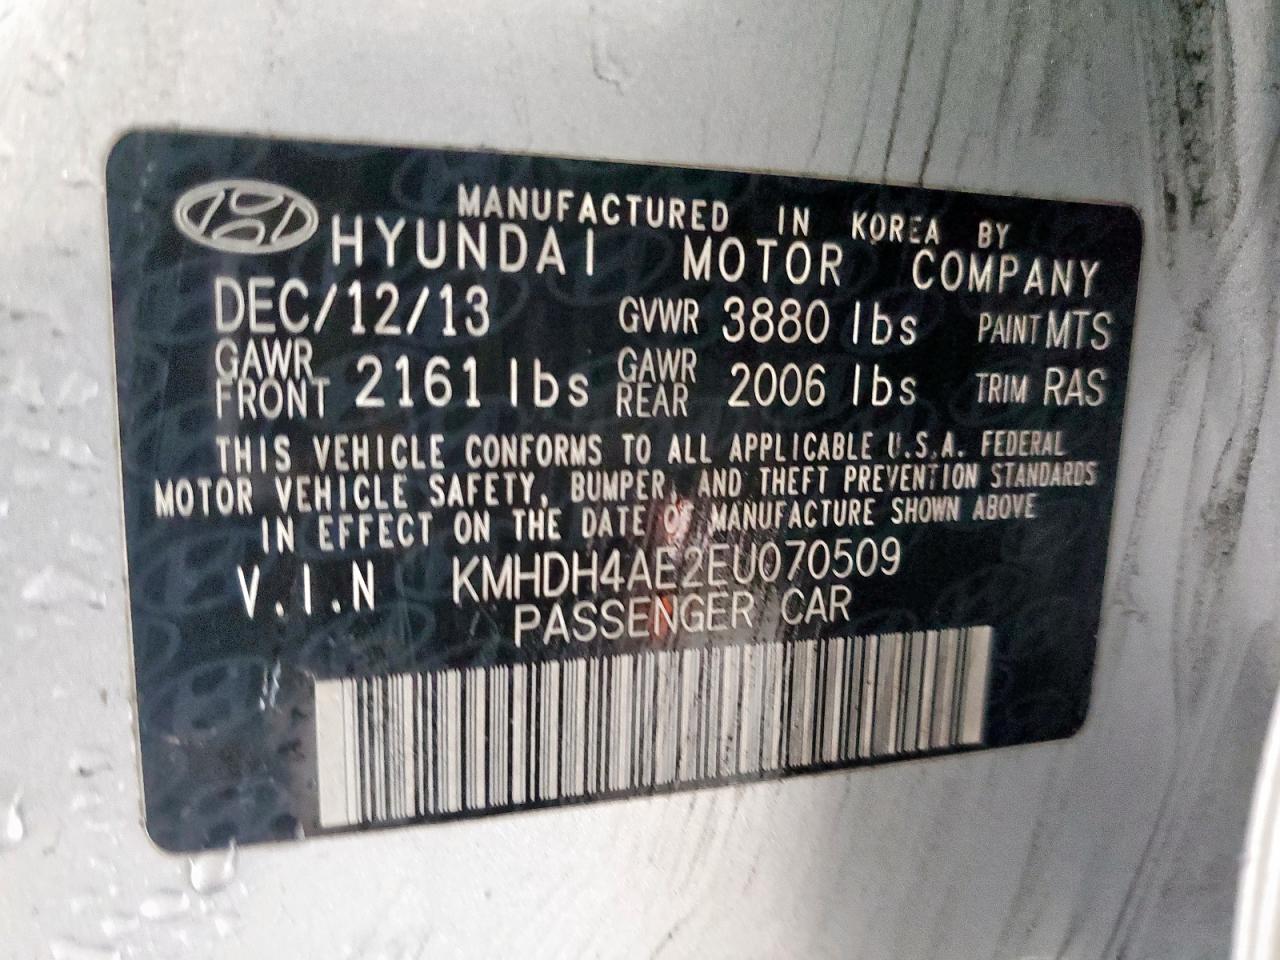 MANUFACTURED IN KOREA BY
HYUNDAI MOTOR COMPANY
DEC/12/13 GVWR 3880 lbs PAINT MTS
GAWR FRONT 2161 lbs GAWR REAR 2006 lbs TRIM RAS
THIS VEHICLE CONFORMS TO ALL APPLICABLE U.S.A. FEDERAL
MOTOR VEHICLE SAFETY, BUMPER, AND THEFT PREVENTION STANDARDS
IN EFFECT ON THE DATE OF MANUFACTURE SHOWN ABOVE
V.I.N KMHDH4AE2EU070509
PASSENGER CAR